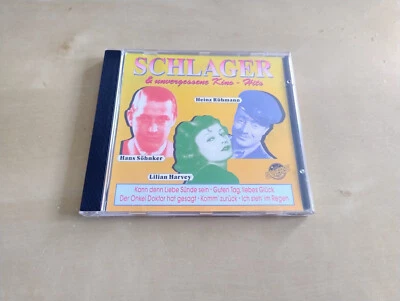 SCHLAGER
& unvergessene Kino - Hits
Heinz Rühmann
Hans Söhnker
Lilian Harvey
Kann denn Liebe Sünde sein · Guten Tag, liebes Glück
Der Onkel Doktor hat gesagt · Komm' zurück · Ich steh' im Regen